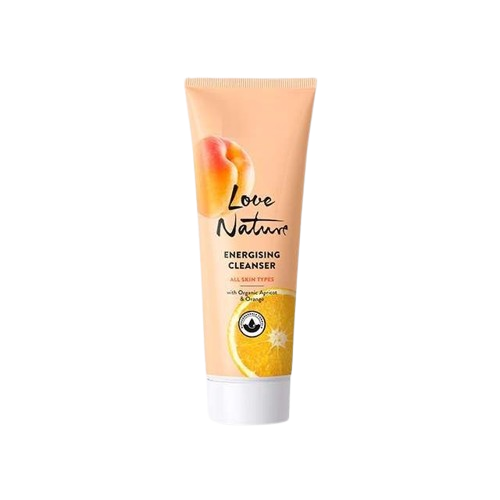 Love
Nature
ENERGISING
CLEANSER
ALL SKIN TYPES
with Organic Apricot
& Orange